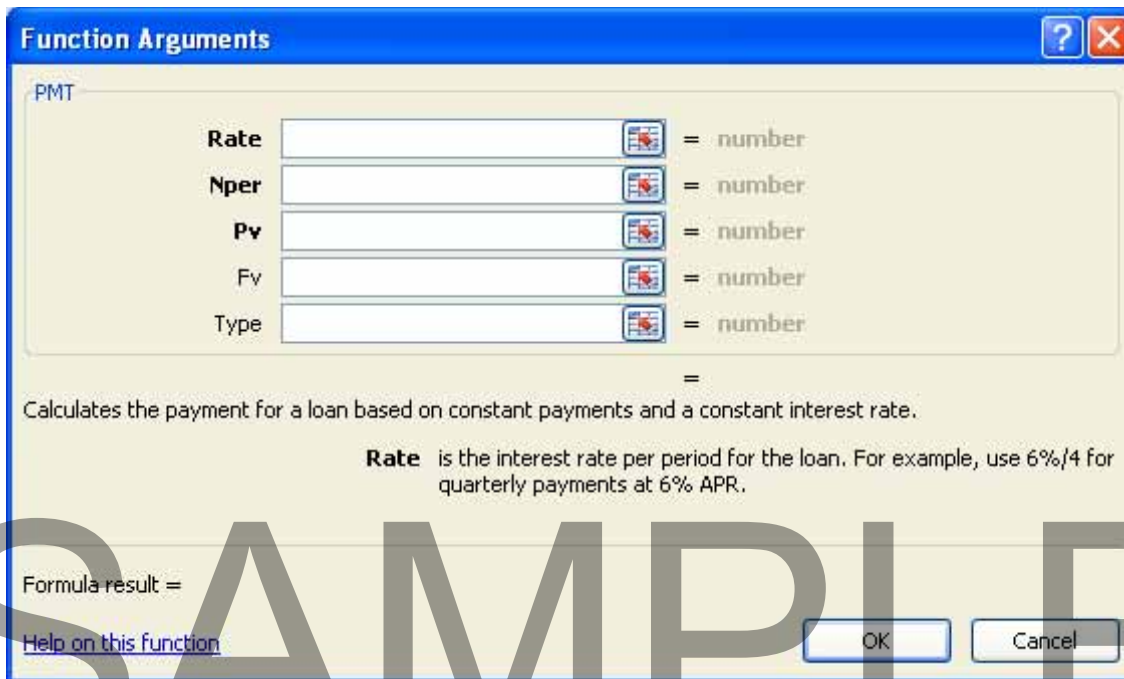 Function Arguments
PMT
Rate = number
Nper = number
Pv = number
Fv = number
Type = number
=
Calculates the payment for a loan based on constant payments and a constant interest rate.
Rate is the interest rate per period for the loan. For example, use 6%/4 for
quarterly payments at 6% APR.
Formula result =
Help on this function OK Cancel